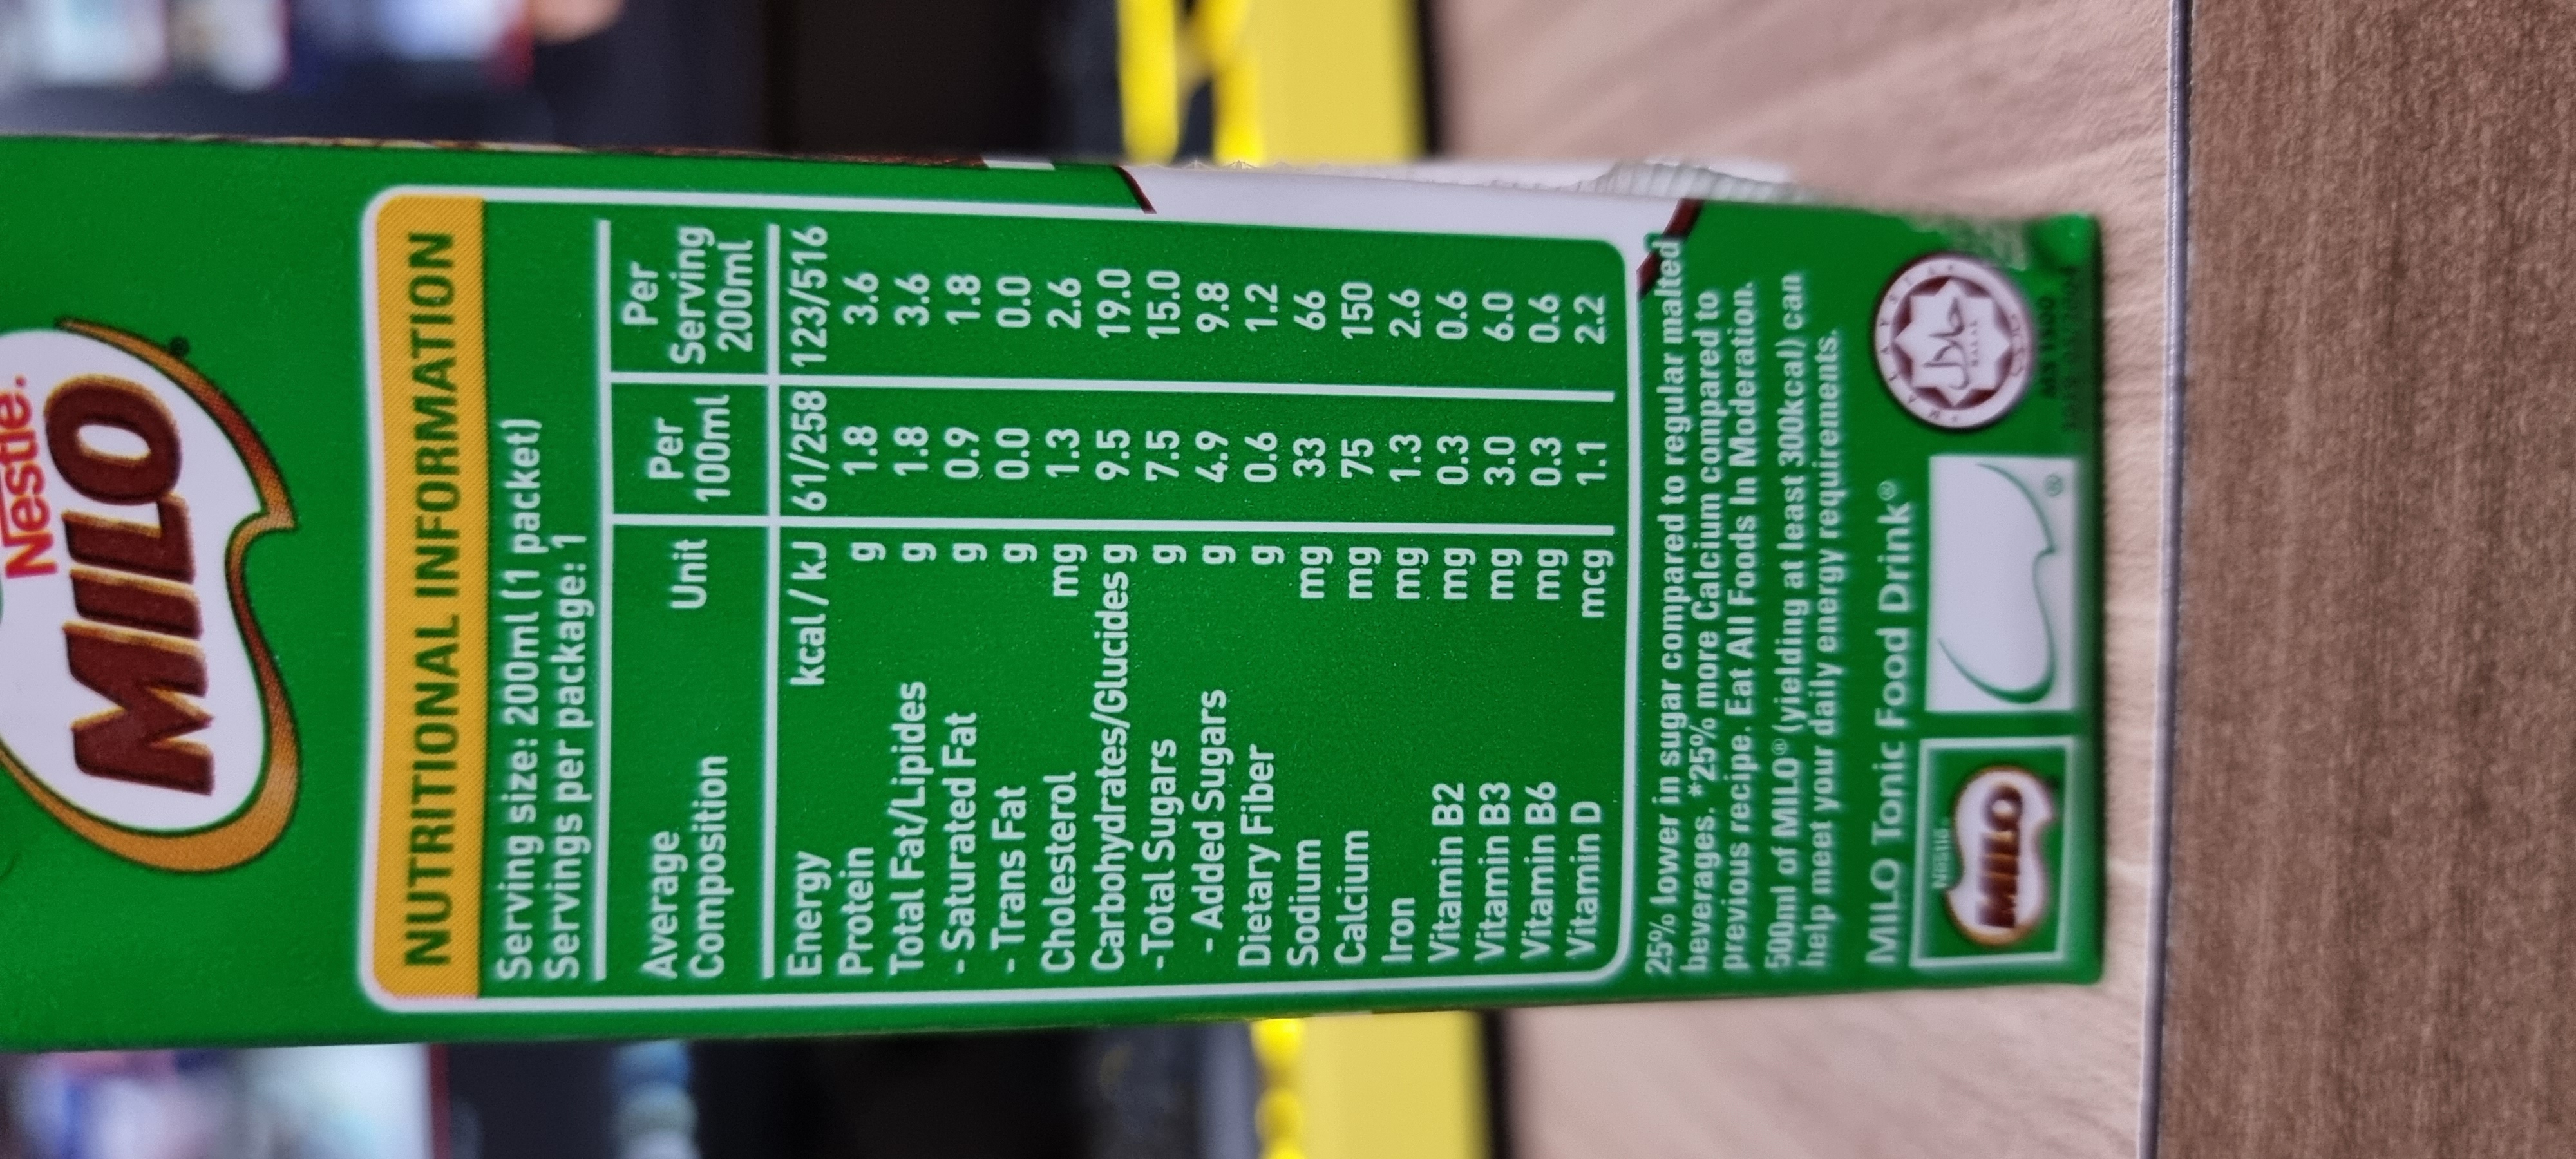 Nestlé.
MILO
®
NUTRITIONAL INFORMATION
Serving size: 200ml (1 packet)
Servings per package: 1
Average Composition Unit Per 100ml Per Serving 200ml
Energy kcal / kJ 61/258 123/516
Protein g 1.8 3.6
Total Fat/Lipides g 1.8 3.6
- Saturated Fat g 0.9 1.8
- Trans Fat g 0.0 0.0
Cholesterol mg 1.3 2.6
Carbohydrates/Glucides g 9.5 19.0
-Total Sugars g 7.5 15.0
- Added Sugars g 4.9 9.8
Dietary Fiber g 0.6 1.2
Sodium mg 33 66
Calcium mg 75 150
Iron mg 1.3 2.6
Vitamin B2 mg 0.3 0.6
Vitamin B3 mg 3.0 6.0
Vitamin B6 mg 0.3 0.6
Vitamin D mcg 1.1 2.2
25% lower in sugar compared to regular malted
beverages. *25% more Calcium compared to
previous recipe. Eat All Foods In Moderation.
500ml of MILO® (yielding at least 300kcal) can
help meet your daily energy requirements.
MILO Tonic Food Drink®
Nestlé
MILO
®
MALAYSIA
حلال
HALAL
MS 1500